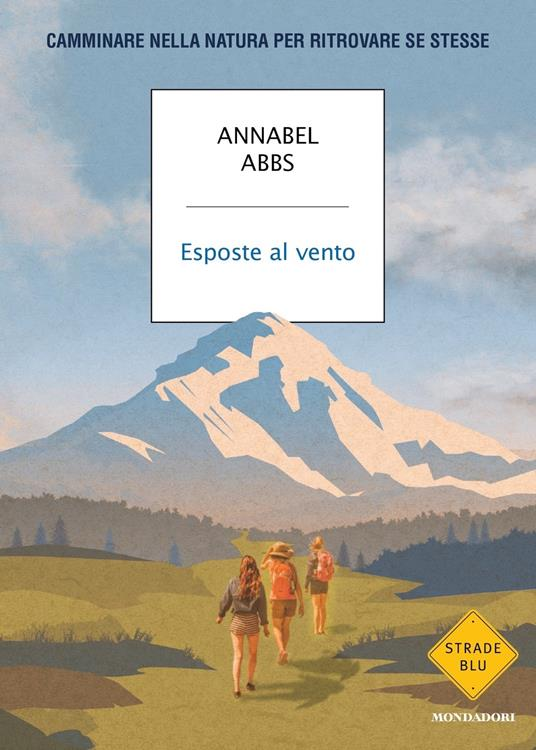 CAMMINARE NELLA NATURA PER RITROVARE SE STESSE
ANNABEL
ABBS
Esposte al vento
STRADE
BLU
MONDADORI